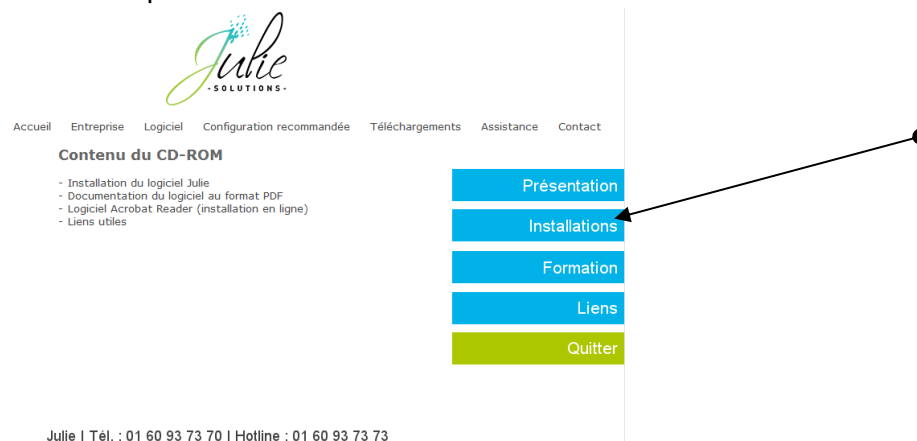 Julie
-SOLUTIONS-
Accueil Entreprise Logiciel Configuration recommandée Téléchargements Assistance Contact
Contenu du CD-ROM
- Installation du logiciel Julie
- Documentation du logiciel au format PDF
- Logiciel Acrobat Reader (installation en ligne)
- Liens utiles
Présentation
Installations
Formation
Liens
Quitter
Julie I Tél. : 01 60 93 73 70 I Hotline : 01 60 93 73 73